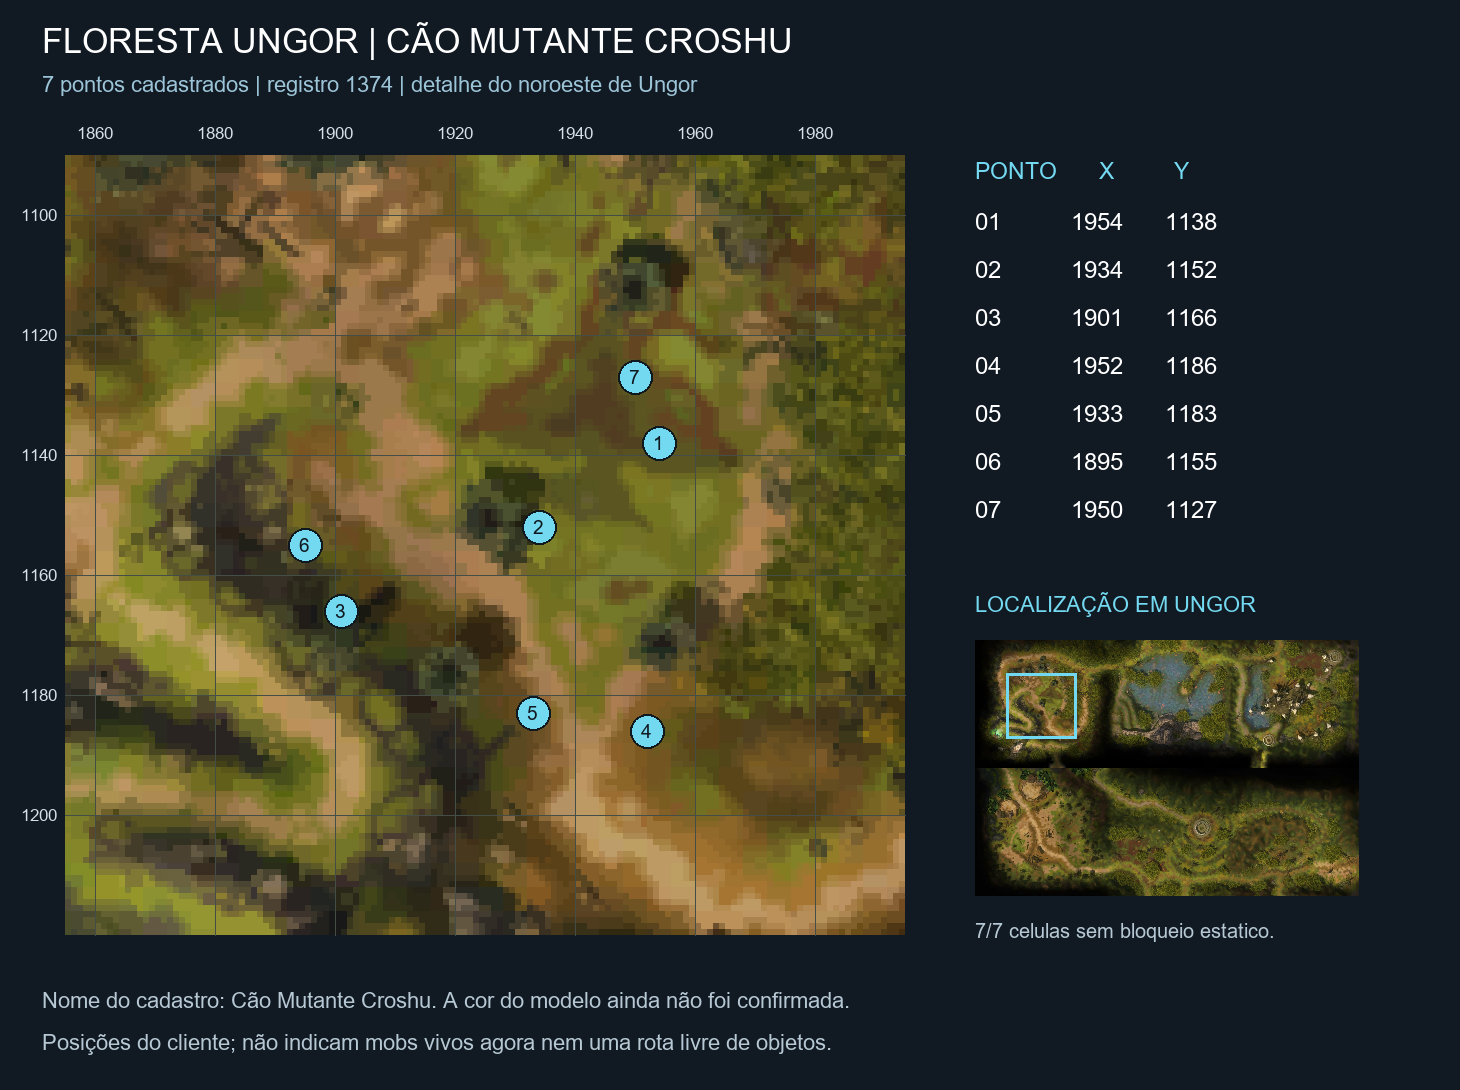 FLORESTA UNGOR | CÃO MUTANTE CROSHU
7 pontos cadastrados | registro 1374 | detalhe do noroeste de Ungor
1860 1880 1900 1920 1940 1960 1980
1100
1120
1140
1160
1180
1200
7
1
2
6
3
5
4
PONTO X Y
01 1954 1138
02 1934 1152
03 1901 1166
04 1952 1186
05 1933 1183
06 1895 1155
07 1950 1127
LOCALIZAÇÃO EM UNGOR
7/7 celulas sem bloqueio estatico.
Nome do cadastro: Cão Mutante Croshu. A cor do modelo ainda não foi confirmada.
Posições do cliente; não indicam mobs vivos agora nem uma rota livre de objetos.